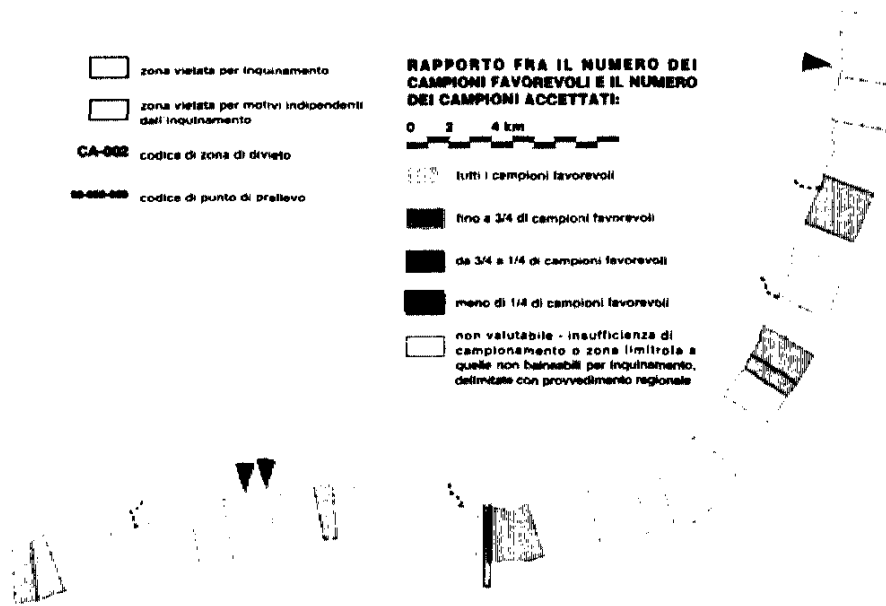 zona vietata per inquinamento
zona vietata per motivi indipendenti
dall'inquinamento
CA-002 codice di zona di divieto
00-000-000 codice di punto di prelievo
RAPPORTO FRA IL NUMERO DEI
CAMPIONI FAVOREVOLI E IL NUMERO
DEI CAMPIONI ACCETTATI:
0 2 4 km
tutti i campioni favorevoli
fino a 3/4 di campioni favorevoli
da 3/4 a 1/4 di campioni favorevoli
meno di 1/4 di campioni favorevoli
non valutabile - insufficienza di
campionamento o zona limitrofa a
quelle non balneabili per inquinamento,
delimitate con provvedimento regionale